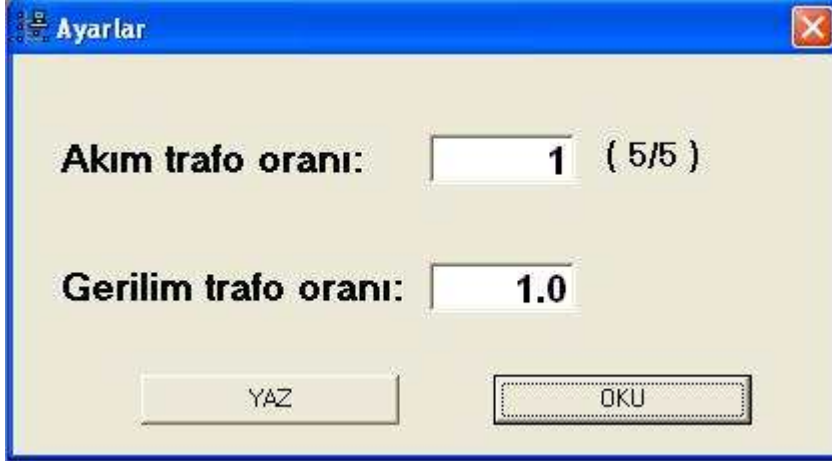 Ayarlar
Akım trafo oranı: 1 ( 5/5 )
Gerilim trafo oranı: 1.0
YAZ OKU